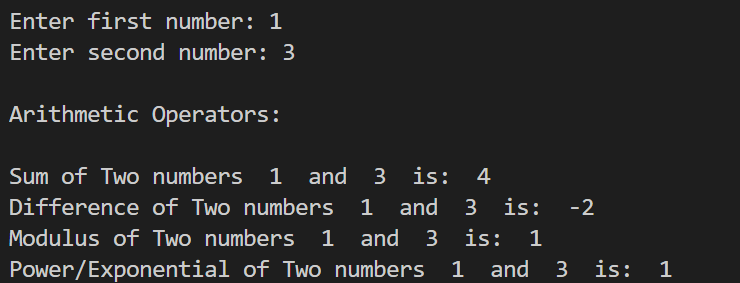 Enter first number: 1
Enter second number: 3
Arithmetic Operators:
Sum of Two numbers  1  and  3  is:  4
Difference of Two numbers  1  and  3  is:  -2
Modulus of Two numbers  1  and  3  is:  1
Power/Exponential of Two numbers  1  and  3  is:  1